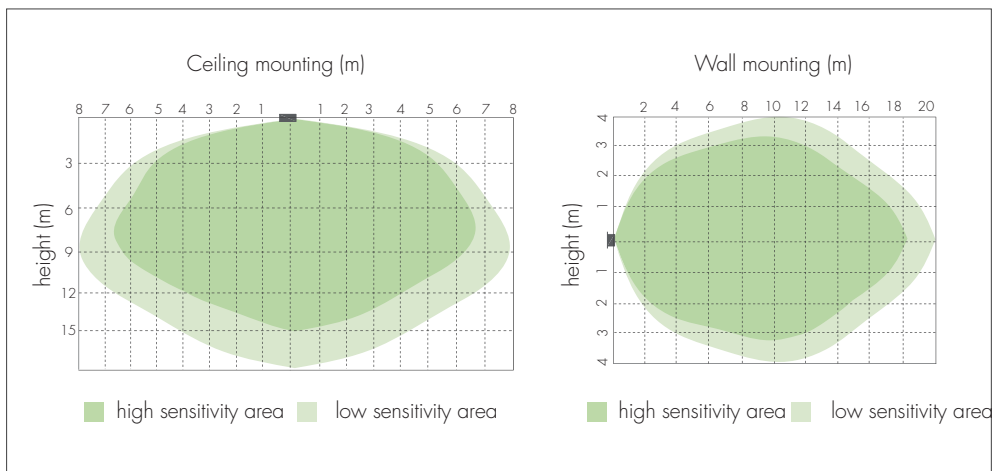 Ceiling mounting (m)
8 7 6 5 4 3 2 1 1 2 3 4 5 6 7 8
3
6
9
12
15
height (m)
high sensitivity area
low sensitivity area
Wall mounting (m)
2 4 6 8 10 12 14 16 18 20
4
3
2
1
1
2
3
4
height (m)
high sensitivity area
low sensitivity area